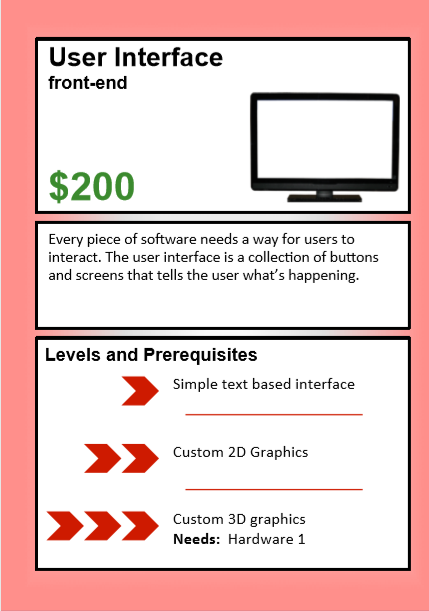 User Interface
front-end
$200
Every piece of software needs a way for users to
interact. The user interface is a collection of buttons
and screens that tells the user what’s happening.
Levels and Prerequisites
Simple text based interface
Custom 2D Graphics
Custom 3D graphics
Needs: Hardware 1